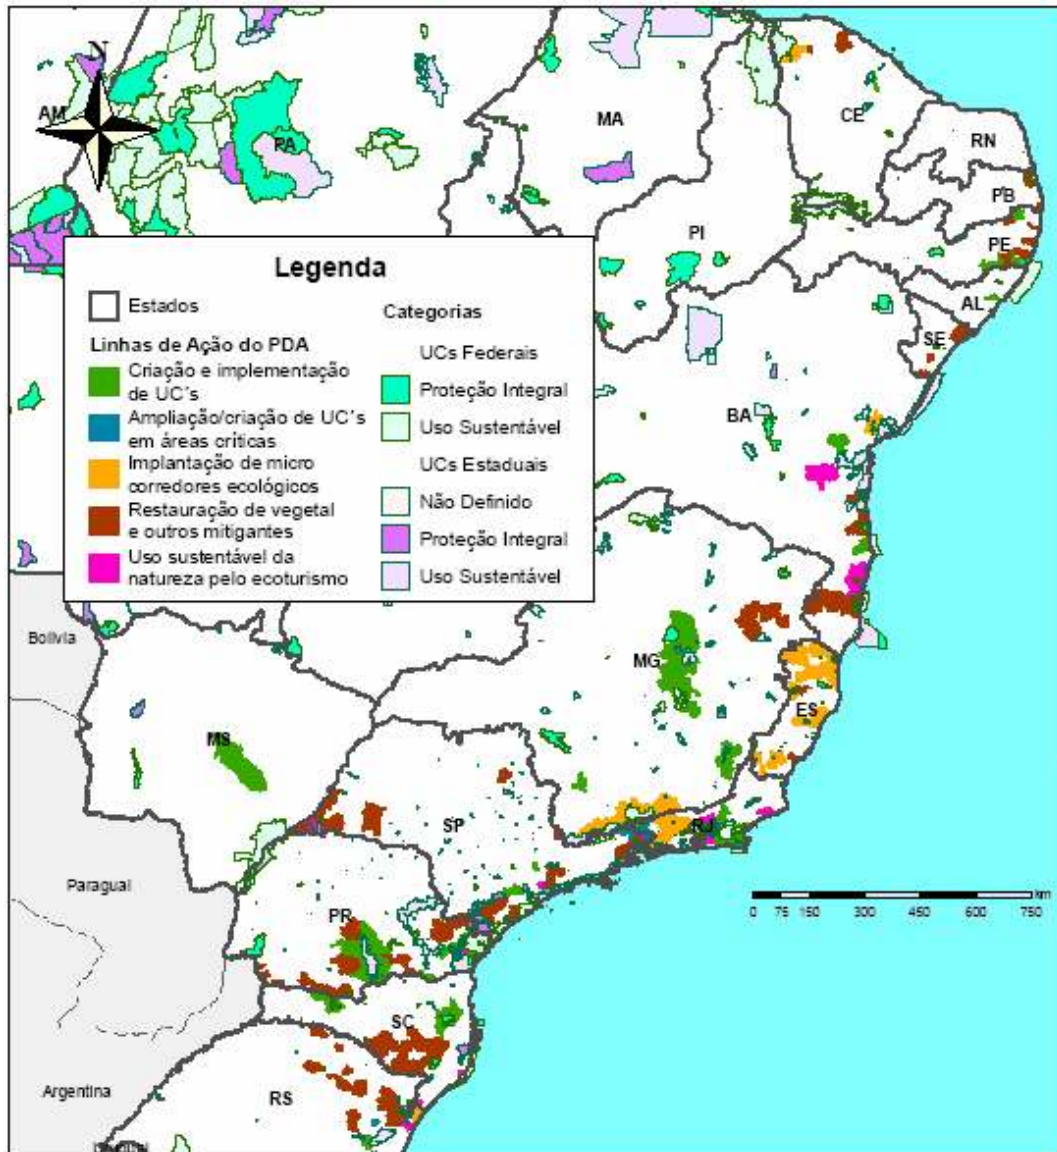 N
AM
PA
MA
CE
RN
PB
PE
PI
AL
SE
BA
Legenda
Estados
Linhas de Ação do PDA
Criação e implementação
de UC's
Ampliação/criação de UC's
em áreas críticas
Implantação de micro
corredores ecológicos
Restauração de vegetal
e outros mitigantes
Uso sustentável da
natureza pelo ecoturismo
Categorias
UCs Federais
Proteção Integral
Uso Sustentável
UCs Estaduais
Não Definido
Proteção Integral
Uso Sustentável
Bolívia
MG
ES
MS
SP
RJ
Paraguai
km
0 75 150 300 450 600 750
PR
SC
Argentina
RS